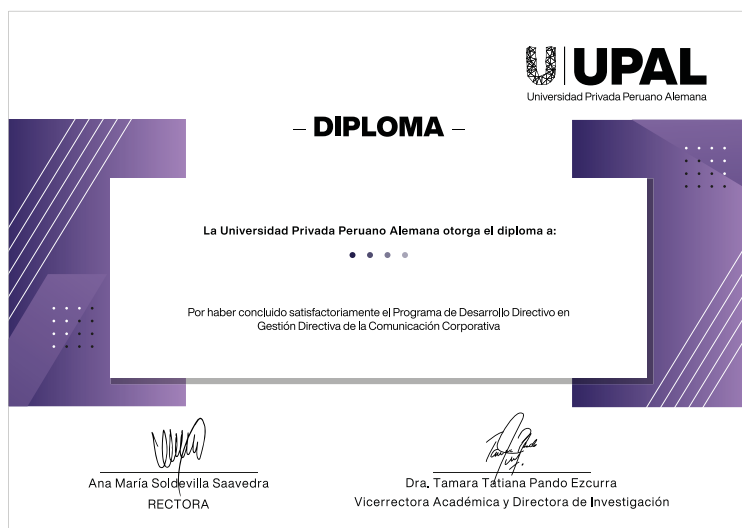 UPAL
Universidad Privada Peruano Alemana
– DIPLOMA –
La Universidad Privada Peruano Alemana otorga el diploma a:
Por haber concluido satisfactoriamente el Programa de Desarrollo Directivo en
Gestión Directiva de la Comunicación Corporativa
Ana María Soldevilla Saavedra
RECTORA
Dra. Tamara Tatiana Pando Ezcurra
Vicerrectora Académica y Directora de Investigación